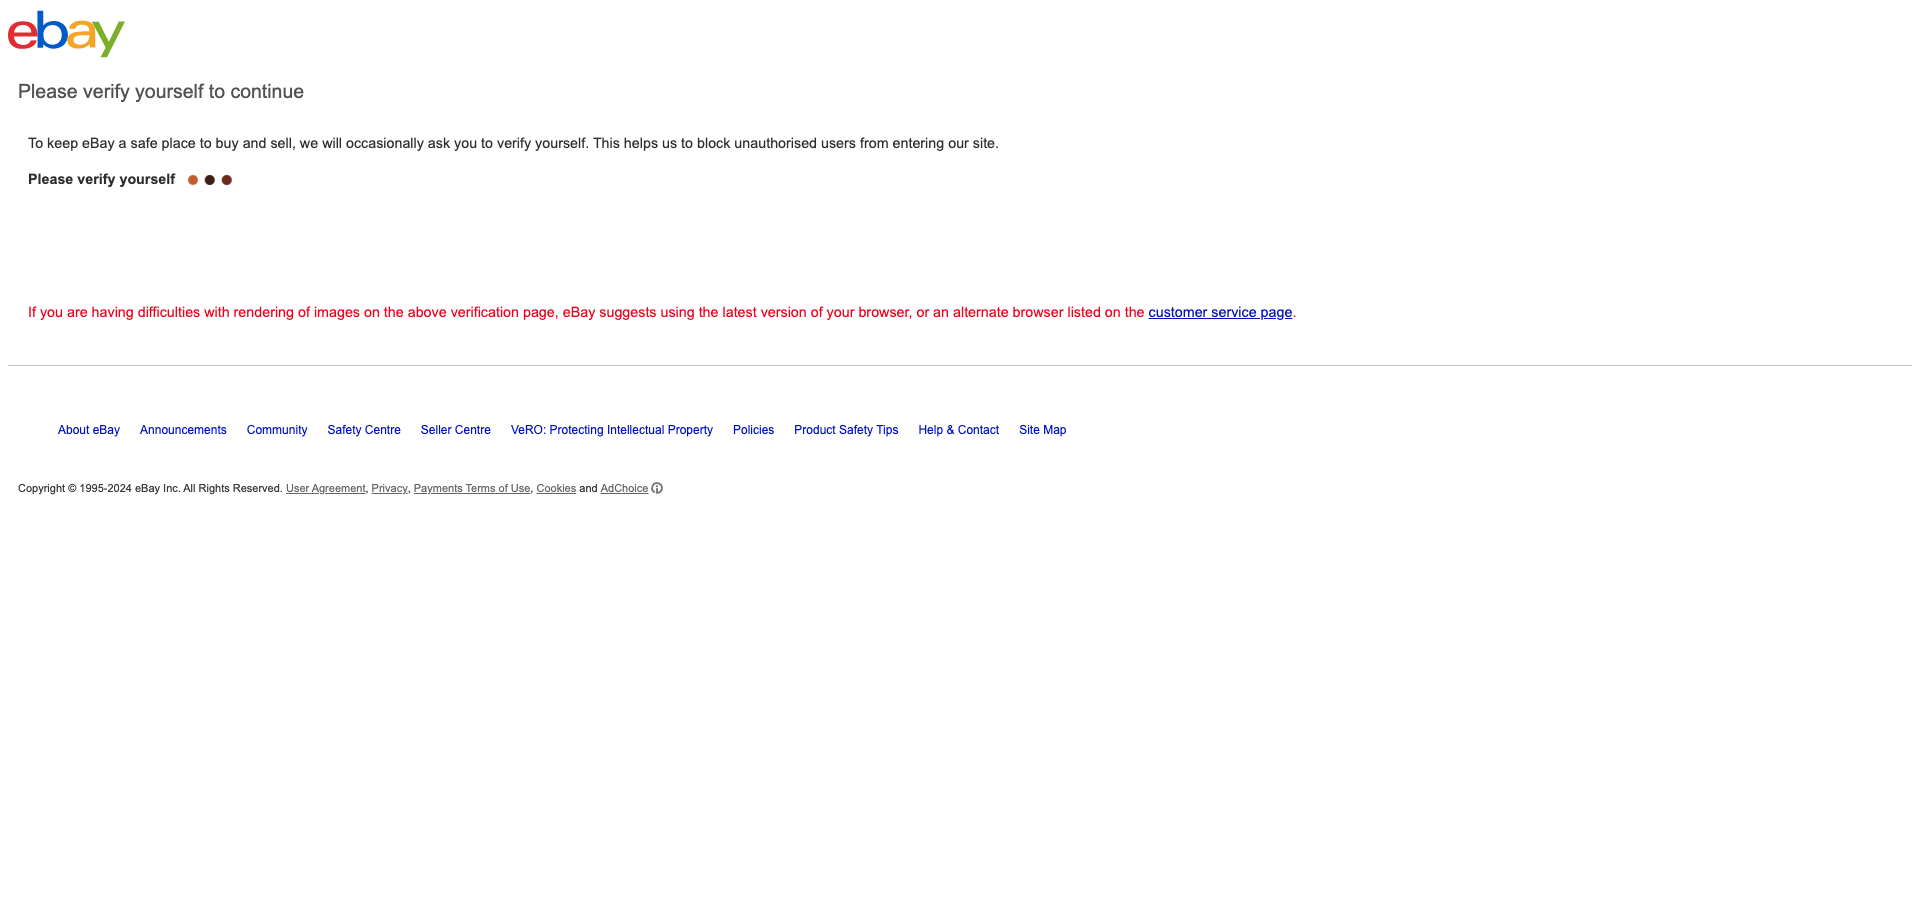 ebay
Please verify yourself to continue
To keep eBay a safe place to buy and sell, we will occasionally ask you to verify yourself. This helps us to block unauthorised users from entering our site.
Please verify yourself
If you are having difficulties with rendering of images on the above verification page, eBay suggests using the latest version of your browser, or an alternate browser listed on the customer service page.
About eBay Announcements Community Safety Centre Seller Centre VeRO: Protecting Intellectual Property Policies Product Safety Tips Help & Contact Site Map
Copyright © 1995-2024 eBay Inc. All Rights Reserved. User Agreement, Privacy, Payments Terms of Use, Cookies and AdChoice